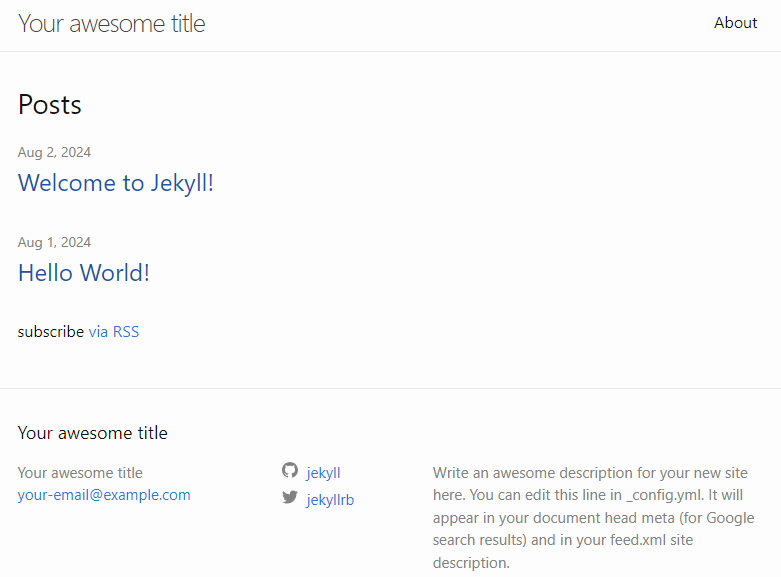 Your awesome title
About
Posts
Aug 2, 2024
Welcome to Jekyll!
Aug 1, 2024
Hello World!
subscribe via RSS
Your awesome title
Your awesome title
your-email@example.com
jekyll
jekyllrb
Write an awesome description for your new site
here. You can edit this line in _config.yml. It will
appear in your document head meta (for Google
search results) and in your feed.xml site
description.